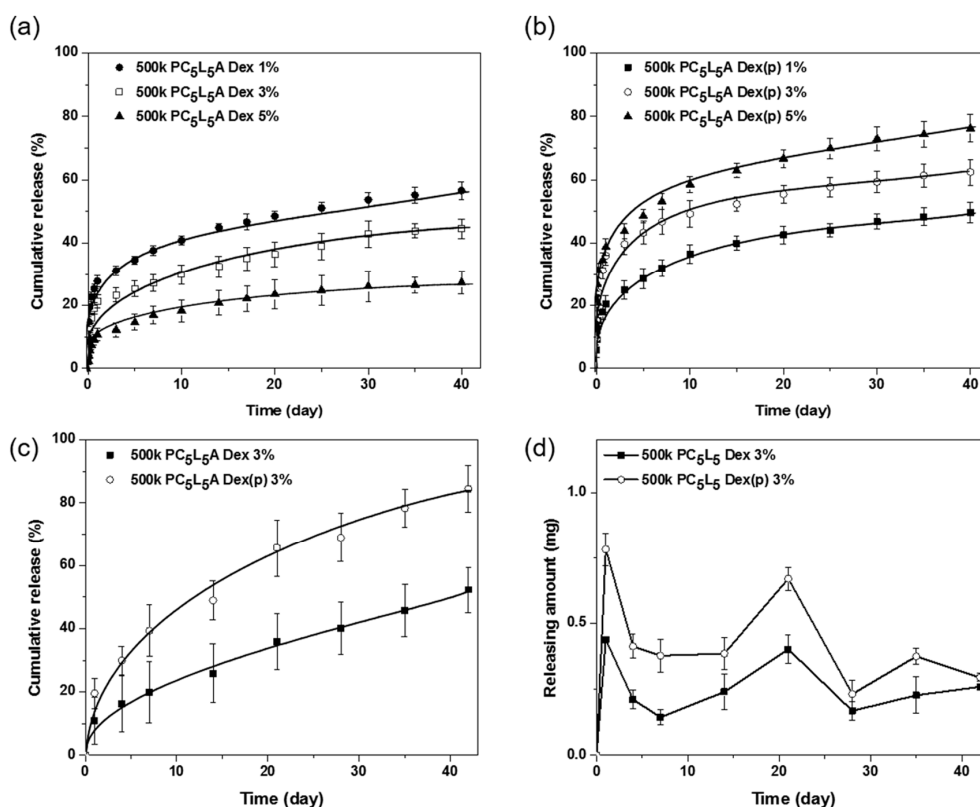 (a)
500k PC5L5A Dex 1%
500k PC5L5A Dex 3%
500k PC5L5A Dex 5%
Cumulative release (%)
100
80
60
40
20
0
0 10 20 30 40
Time (day)
(b)
500k PC5L5A Dex(p) 1%
500k PC5L5A Dex(p) 3%
500k PC5L5A Dex(p) 5%
Cumulative release (%)
100
80
60
40
20
0
0 10 20 30 40
Time (day)
(c)
500k PC5L5A Dex 3%
500k PC5L5A Dex(p) 3%
Cumulative release (%)
100
80
60
40
20
0
0 10 20 30 40
Time (day)
(d)
500k PC5L5 Dex 3%
500k PC5L5 Dex(p) 3%
Releasing amount (mg)
1.0
0.5
0.0
0 10 20 30 40
Time (day)